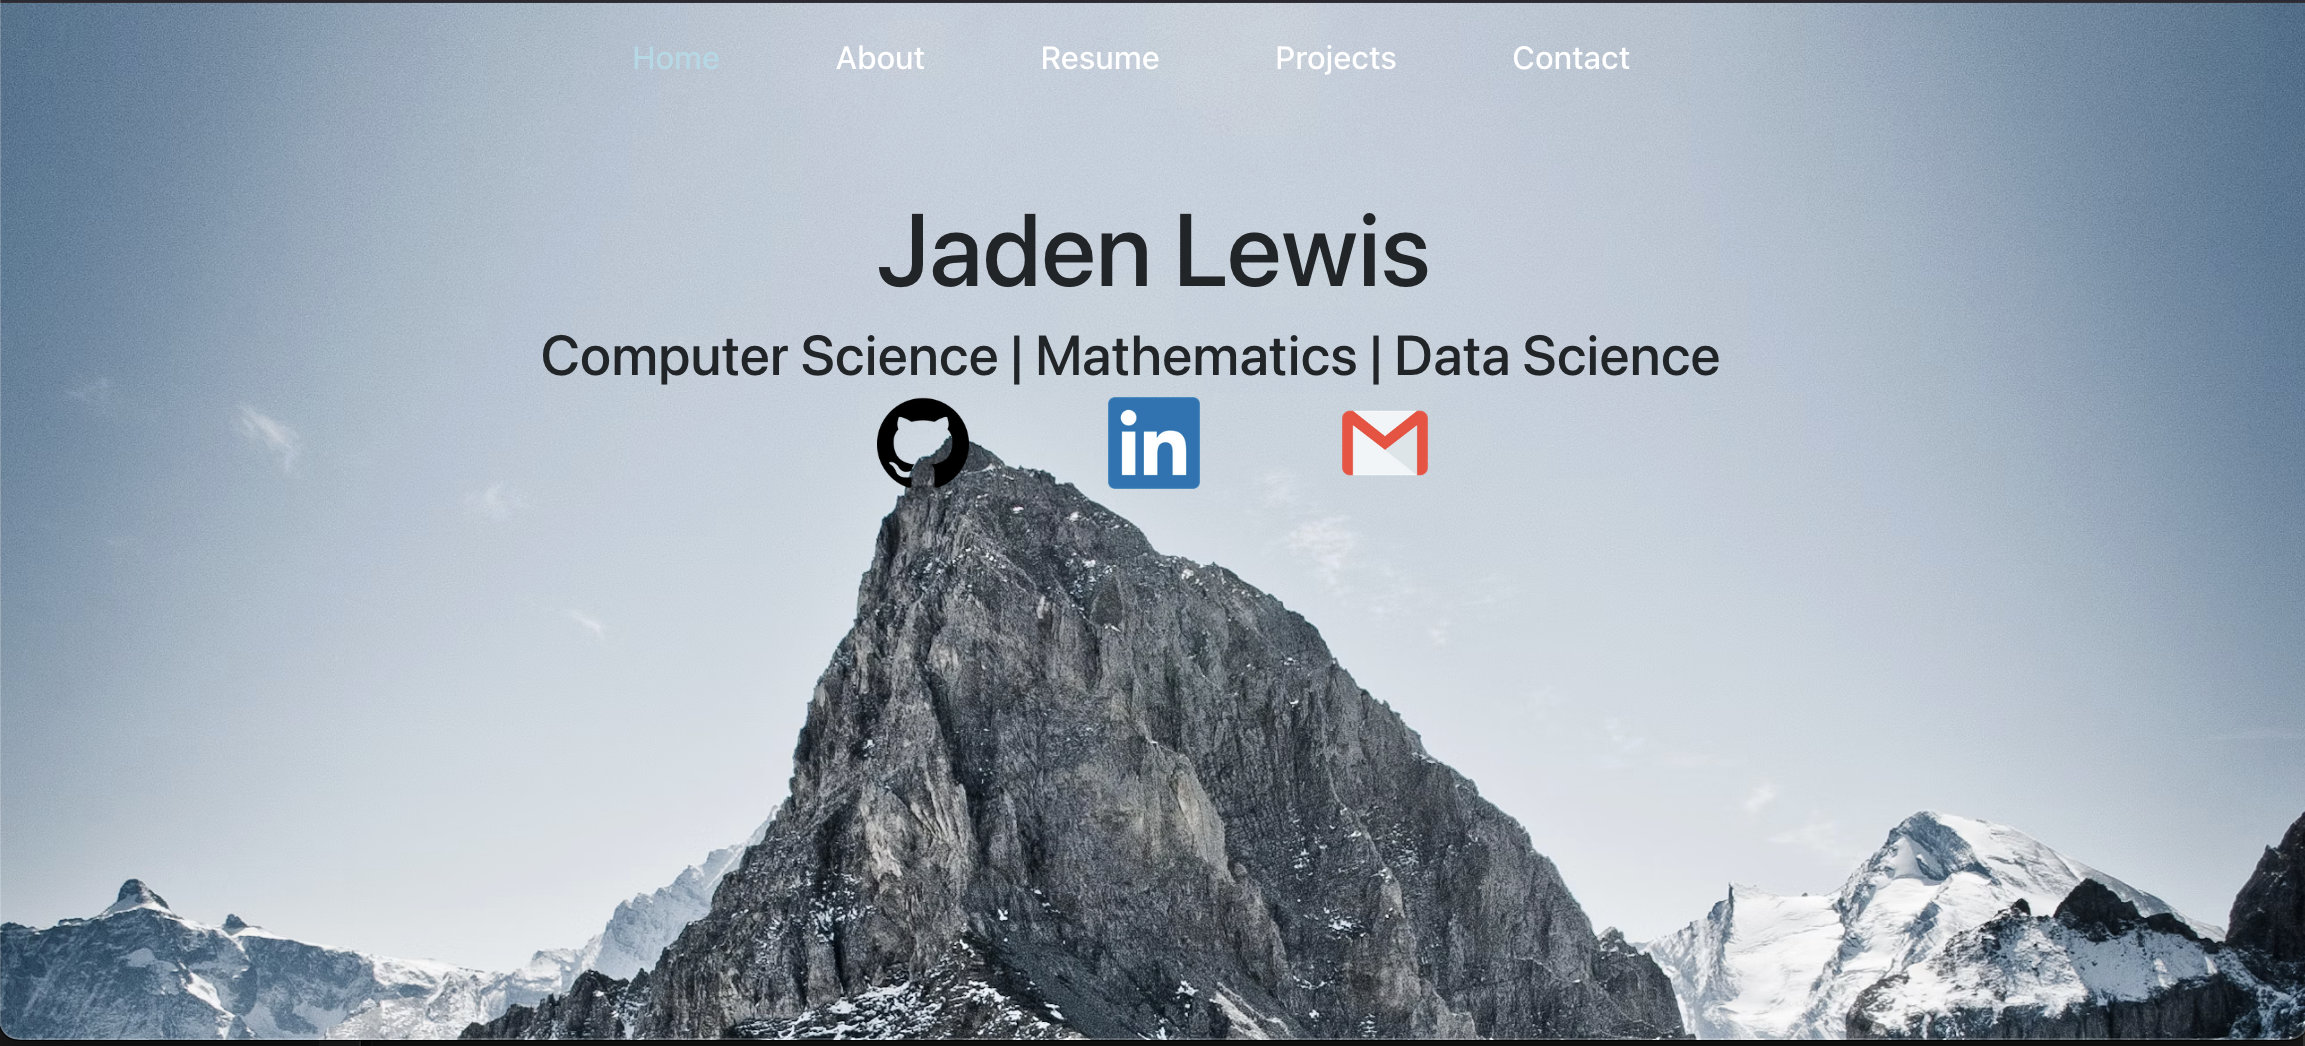 Home About Resume Projects Contact
Jaden Lewis
Computer Science | Mathematics | Data Science
in